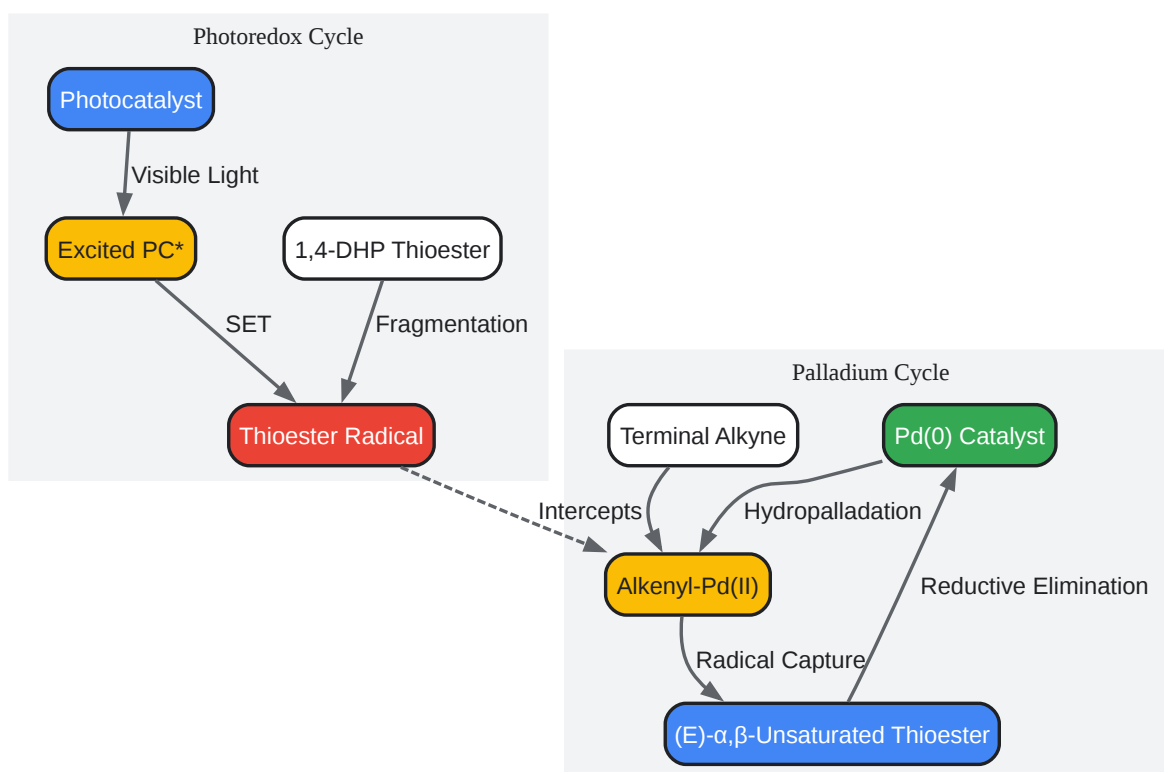 Photoredox Cycle
Photocatalyst
Visible Light
Excited PC*
1,4-DHP Thioester
SET
Fragmentation
Thioester Radical
Palladium Cycle
Terminal Alkyne
Pd(0) Catalyst
Intercepts
Hydropalladation
Alkenyl-Pd(II)
Reductive Elimination
Radical Capture
(E)-α,β-Unsaturated Thioester